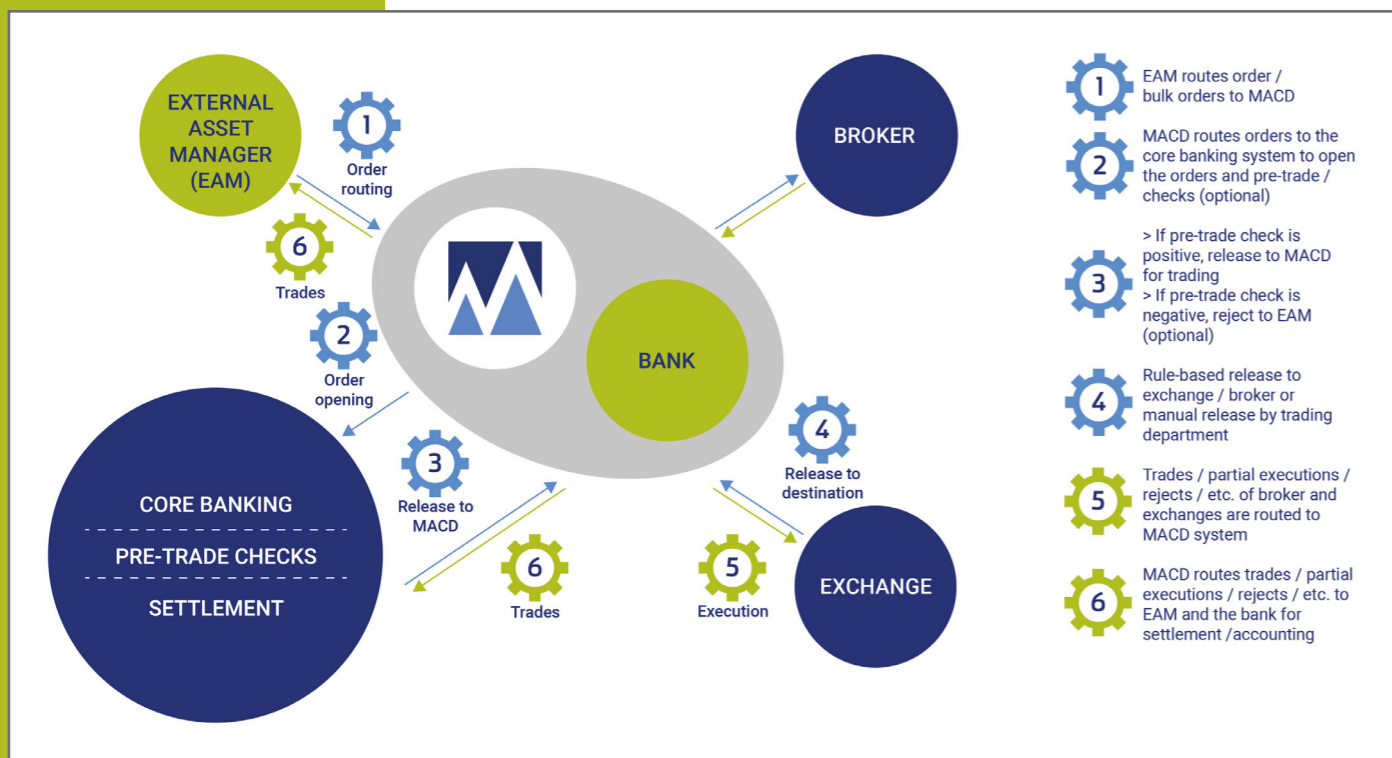 EXTERNAL
ASSET
MANAGER
(EAM)
1
Order
routing
6
Trades
BROKER
BANK
2
Order
opening
CORE BANKING
PRE-TRADE CHECKS
SETTLEMENT
3
Release to
MACD
6
Trades
4
Release to
destination
5
Execution
EXCHANGE
1
EAM routes order /
bulk orders to MACD
2
MACD routes orders to the
core banking system to open
the orders and pre-trade /
checks (optional)
3
> If pre-trade check is
positive, release to MACD
for trading
> If pre-trade check is
negative, reject to EAM
(optional)
4
Rule-based release to
exchange / broker or
manual release by trading
department
5
Trades / partial executions /
rejects / etc. of broker and
exchanges are routed to
MACD system
6
MACD routes trades / partial
executions / rejects / etc. to
EAM and the bank for
settlement /accounting